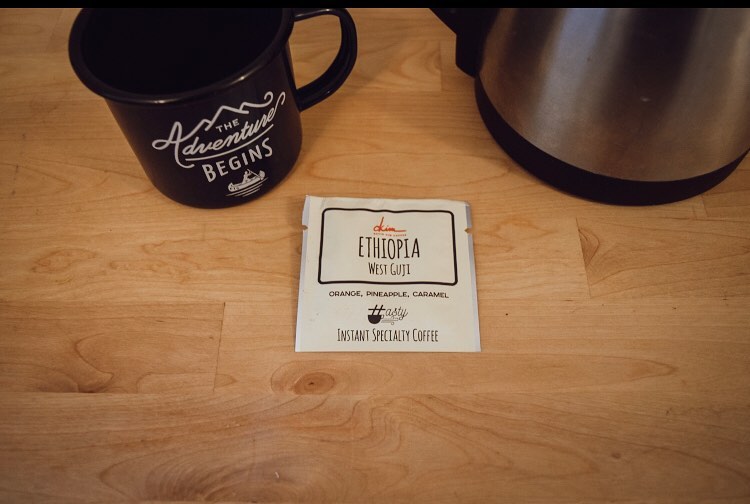 THE
Adventure
BEGINS
ETHIOPIA
WEST GUJI
ORANGE, PINEAPPLE, CARAMEL
Hasty
INSTANT SPECIALTY COFFEE